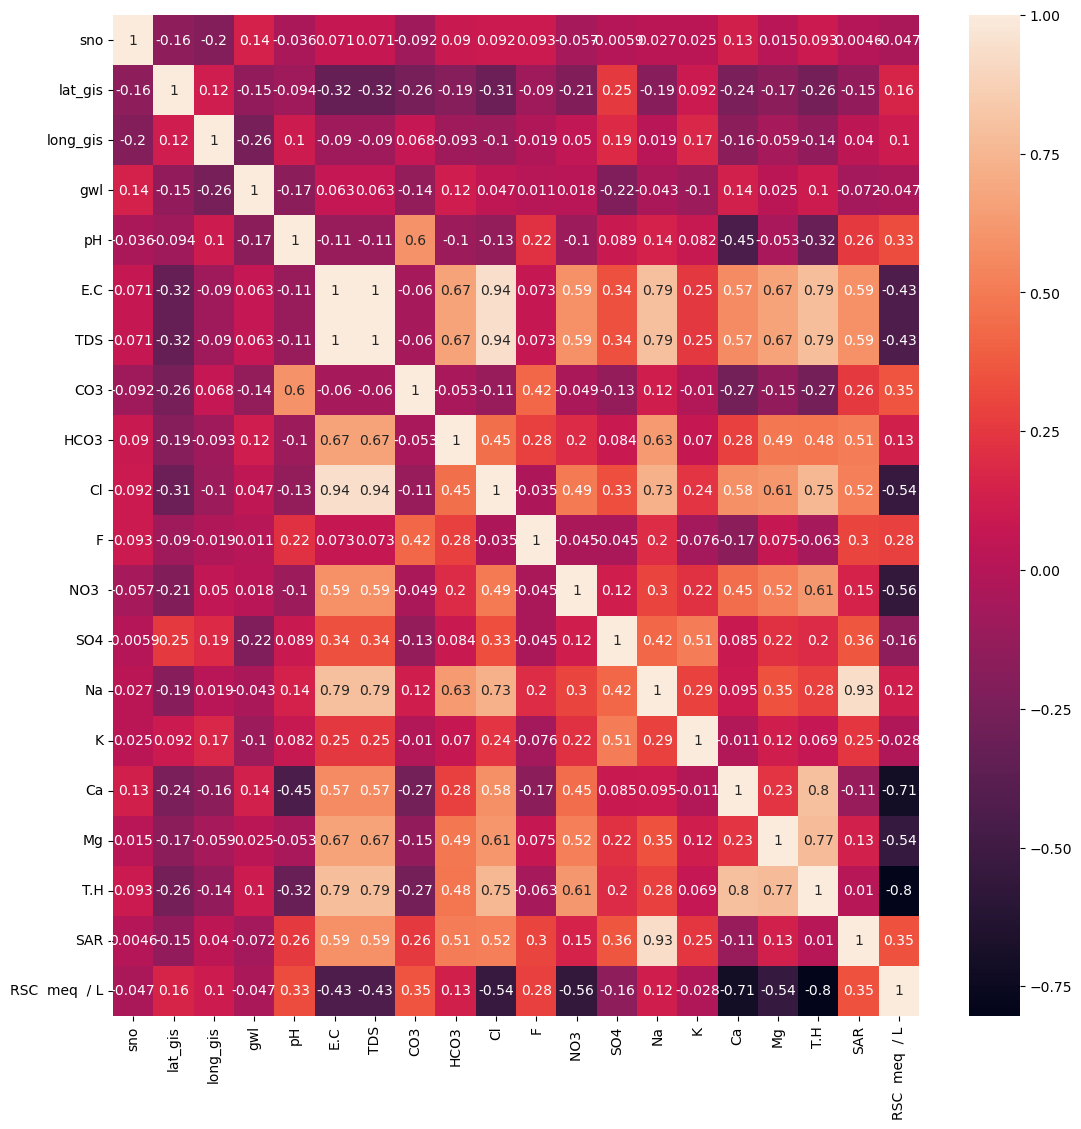 sno 1 -0.16 -0.2 0.14 -0.036 0.071 0.071 -0.092 0.09 0.092 0.093 -0.057 -0.0059 0.027 0.025 0.13 0.015 0.093 0.0046 -0.047
lat_gis -0.16 1 0.12 -0.15 -0.094 -0.32 -0.32 -0.26 -0.19 -0.31 -0.09 -0.21 0.25 -0.19 0.092 -0.24 -0.17 -0.26 -0.15 0.16
long_gis -0.2 0.12 1 -0.26 0.1 -0.09 -0.09 0.068 -0.093 -0.1 -0.019 0.05 0.19 0.019 0.17 -0.16 -0.059 -0.14 0.04 0.1
gwl 0.14 -0.15 -0.26 1 -0.17 0.063 0.063 -0.14 0.12 0.047 0.011 0.018 -0.22 -0.043 -0.1 0.14 0.025 0.1 -0.072 -0.047
pH -0.036 -0.094 0.1 -0.17 1 -0.11 -0.11 0.6 -0.1 -0.13 0.22 -0.1 0.089 0.14 0.082 -0.45 -0.053 -0.32 0.26 0.33
E.C 0.071 -0.32 -0.09 0.063 -0.11 1 1 -0.06 0.67 0.94 0.073 0.59 0.34 0.79 0.25 0.57 0.67 0.79 0.59 -0.43
TDS 0.071 -0.32 -0.09 0.063 -0.11 1 1 -0.06 0.67 0.94 0.073 0.59 0.34 0.79 0.25 0.57 0.67 0.79 0.59 -0.43
CO3 -0.092 -0.26 0.068 -0.14 0.6 -0.06 -0.06 1 -0.053 -0.11 0.42 -0.049 -0.13 0.12 -0.01 -0.27 -0.15 -0.27 0.26 0.35
HCO3 0.09 -0.19 -0.093 0.12 -0.1 0.67 0.67 -0.053 1 0.45 0.28 0.2 0.084 0.63 0.07 0.28 0.49 0.48 0.51 0.13
Cl 0.092 -0.31 -0.1 0.047 -0.13 0.94 0.94 -0.11 0.45 1 -0.035 0.49 0.33 0.73 0.24 0.58 0.61 0.75 0.52 -0.54
F 0.093 -0.09 -0.019 0.011 0.22 0.073 0.073 0.42 0.28 -0.035 1 -0.045 -0.045 0.2 -0.076 -0.17 0.075 -0.063 0.3 0.28
NO3 -0.057 -0.21 0.05 0.018 -0.1 0.59 0.59 -0.049 0.2 0.49 -0.045 1 0.12 0.3 0.22 0.45 0.52 0.61 0.15 -0.56
SO4 -0.0059 0.25 0.19 -0.22 0.089 0.34 0.34 -0.13 0.084 0.33 -0.045 0.12 1 0.42 0.51 0.085 0.22 0.2 0.36 -0.16
Na 0.027 -0.19 0.019 -0.043 0.14 0.79 0.79 0.12 0.63 0.73 0.2 0.3 0.42 1 0.29 0.095 0.35 0.28 0.93 0.12
K 0.025 0.092 0.17 -0.1 0.082 0.25 0.25 -0.01 0.07 0.24 -0.076 0.22 0.51 0.29 1 -0.011 0.12 0.069 0.25 -0.028
Ca 0.13 -0.24 -0.16 0.14 -0.45 0.57 0.57 -0.27 0.28 0.58 -0.17 0.45 0.085 0.095 -0.011 1 0.23 0.8 -0.11 -0.71
Mg 0.015 -0.17 -0.059 0.025 -0.053 0.67 0.67 -0.15 0.49 0.61 0.075 0.52 0.22 0.35 0.12 0.23 1 0.77 0.13 -0.54
T.H 0.093 -0.26 -0.14 0.1 -0.32 0.79 0.79 -0.27 0.48 0.75 -0.063 0.61 0.2 0.28 0.069 0.8 0.77 1 0.01 -0.8
SAR 0.0046 -0.15 0.04 -0.072 0.26 0.59 0.59 0.26 0.51 0.52 0.3 0.15 0.36 0.93 0.25 -0.11 0.13 0.01 1 0.35
RSC meq / L -0.047 0.16 0.1 -0.047 0.33 -0.43 -0.43 0.35 0.13 -0.54 0.28 -0.56 -0.16 0.12 -0.028 -0.71 -0.54 -0.8 0.35 1
sno lat_gis long_gis gwl pH E.C TDS CO3 HCO3 Cl F NO3 SO4 Na K Ca Mg T.H SAR RSC meq / L
1.00
0.75
0.50
0.25
0.00
−0.25
−0.50
−0.75